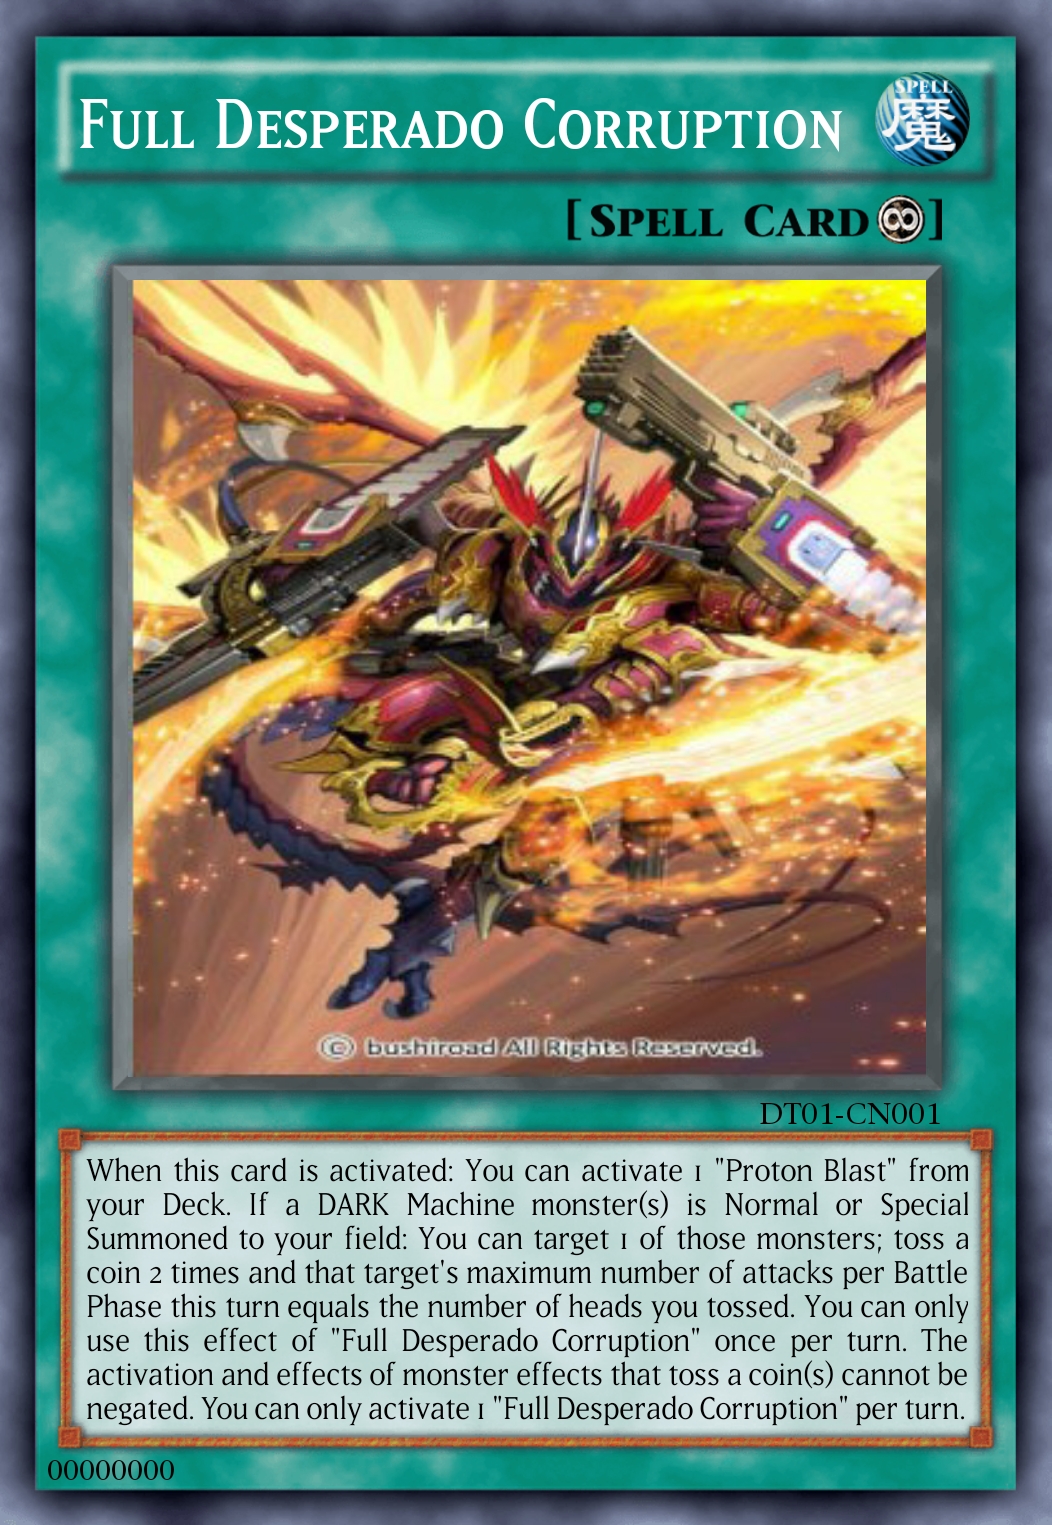 Full Desperado Corruption
SPELL
魔
[Spell Card]
© bushiroad All Rights Reserved.
DT01-CN001
When this card is activated: You can activate 1 "Proton Blast" from
your Deck. If a DARK Machine monster(s) is Normal or Special
Summoned to your field: You can target 1 of those monsters; toss a
coin 2 times and that target's maximum number of attacks per Battle
Phase this turn equals the number of heads you tossed. You can only
use this effect of "Full Desperado Corruption" once per turn. The
activation and effects of monster effects that toss a coin(s) cannot be
negated. You can only activate 1 "Full Desperado Corruption" per turn.
00000000